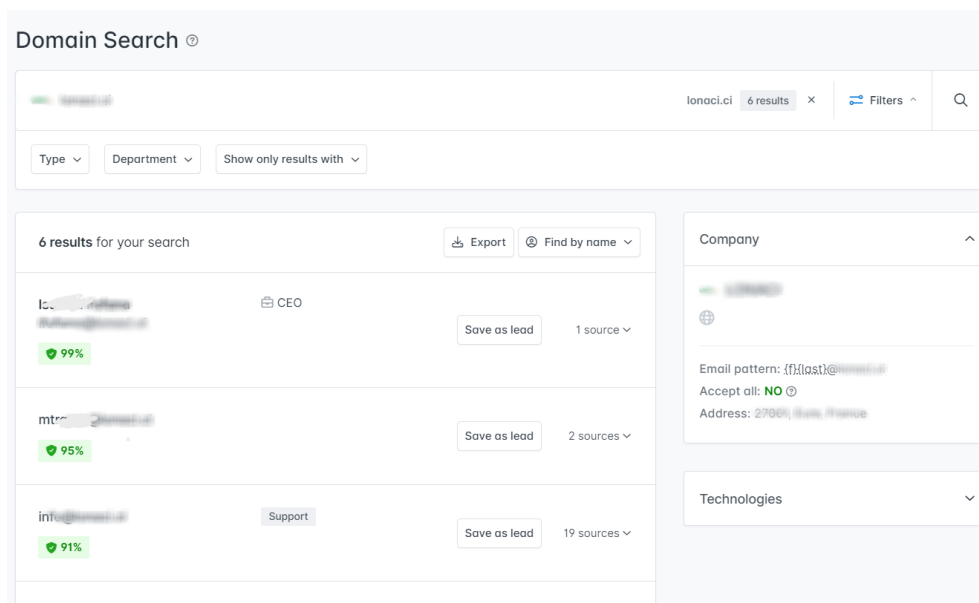 Domain Search
lonaci.ci 6 results × Filters
Type Department Show only results with
6 results for your search
Export Find by name
CEO
Save as lead 1 source
99%
Save as lead 2 sources
95%
Support
Save as lead 19 sources
91%
Company
Email pattern: {f}{last}@
Accept all: NO
Address:
Technologies